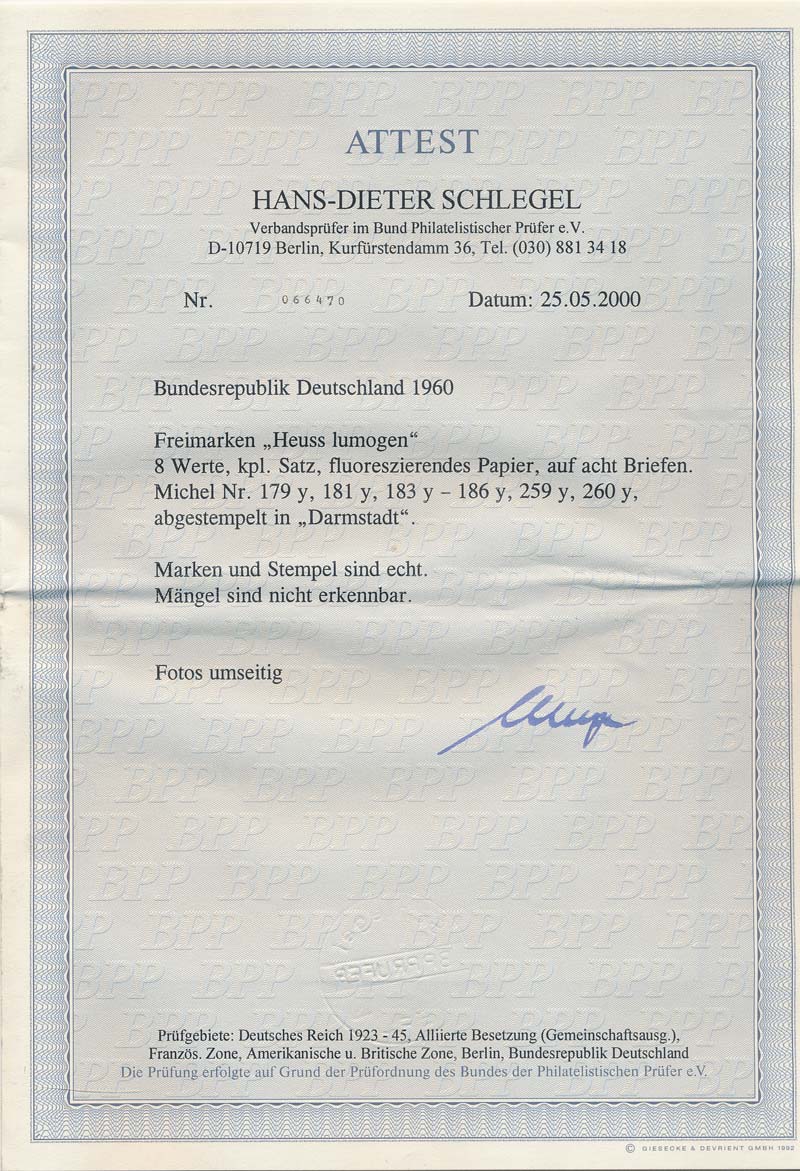 ATTEST
HANS-DIETER SCHLEGEL
Verbandsprüfer im Bund Philatelistischer Prüfer e.V.
D-10719 Berlin, Kurfürstendamm 36, Tel. (030) 881 34 18
Nr. 066470 Datum: 25.05.2000
Bundesrepublik Deutschland 1960
Freimarken „Heuss lumogen“
8 Werte, kpl. Satz, fluoreszierendes Papier, auf acht Briefen.
Michel Nr. 179 y, 181 y, 183 y – 186 y, 259 y, 260 y,
abgestempelt in „Darmstadt“.
Marken und Stempel sind echt.
Mängel sind nicht erkennbar.
Fotos umseitig
Prüfgebiete: Deutsches Reich 1923 - 45, Alliierte Besetzung (Gemeinschaftsausg.),
Französ. Zone, Amerikanische u. Britische Zone, Berlin, Bundesrepublik Deutschland
Die Prüfung erfolgte auf Grund der Prüfordnung des Bundes der Philatelistischen Prüfer e.V.
© GIESECKE & DEVRIENT GMBH 1992